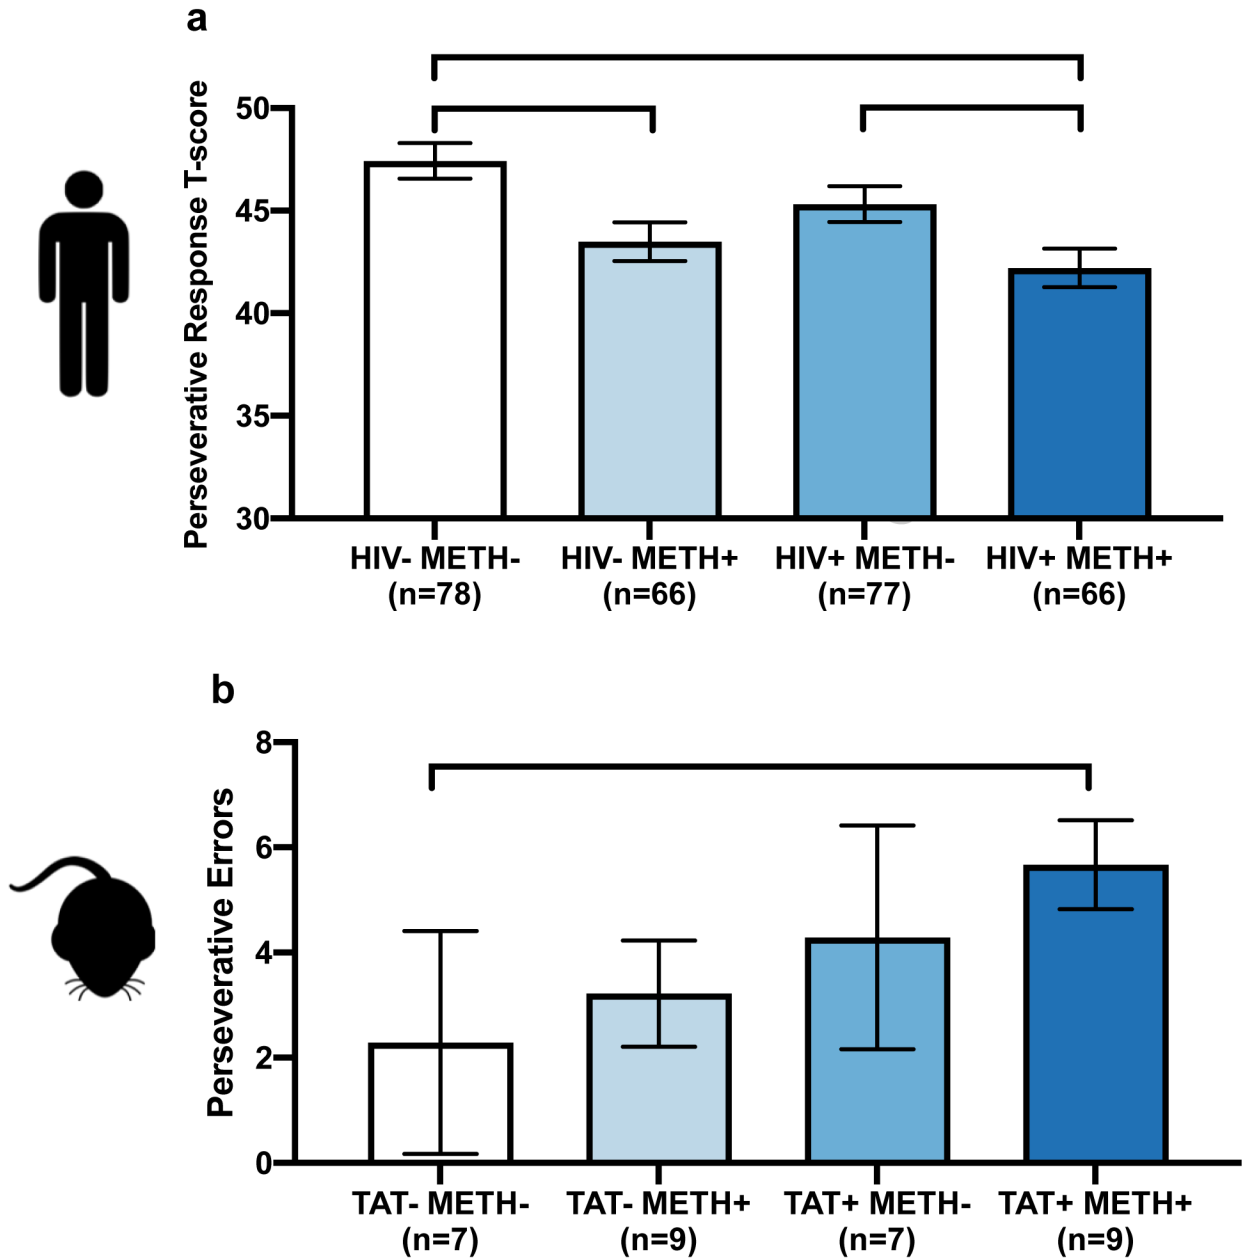 a
Perseverative Response T-score
50
45
40
35
30
HIV- METH- HIV- METH+ HIV+ METH- HIV+ METH+
(n=78) (n=66) (n=77) (n=66)
b
Perseverative Errors
8
6
4
2
0
TAT- METH- TAT- METH+ TAT+ METH- TAT+ METH+
(n=7) (n=9) (n=7) (n=9)